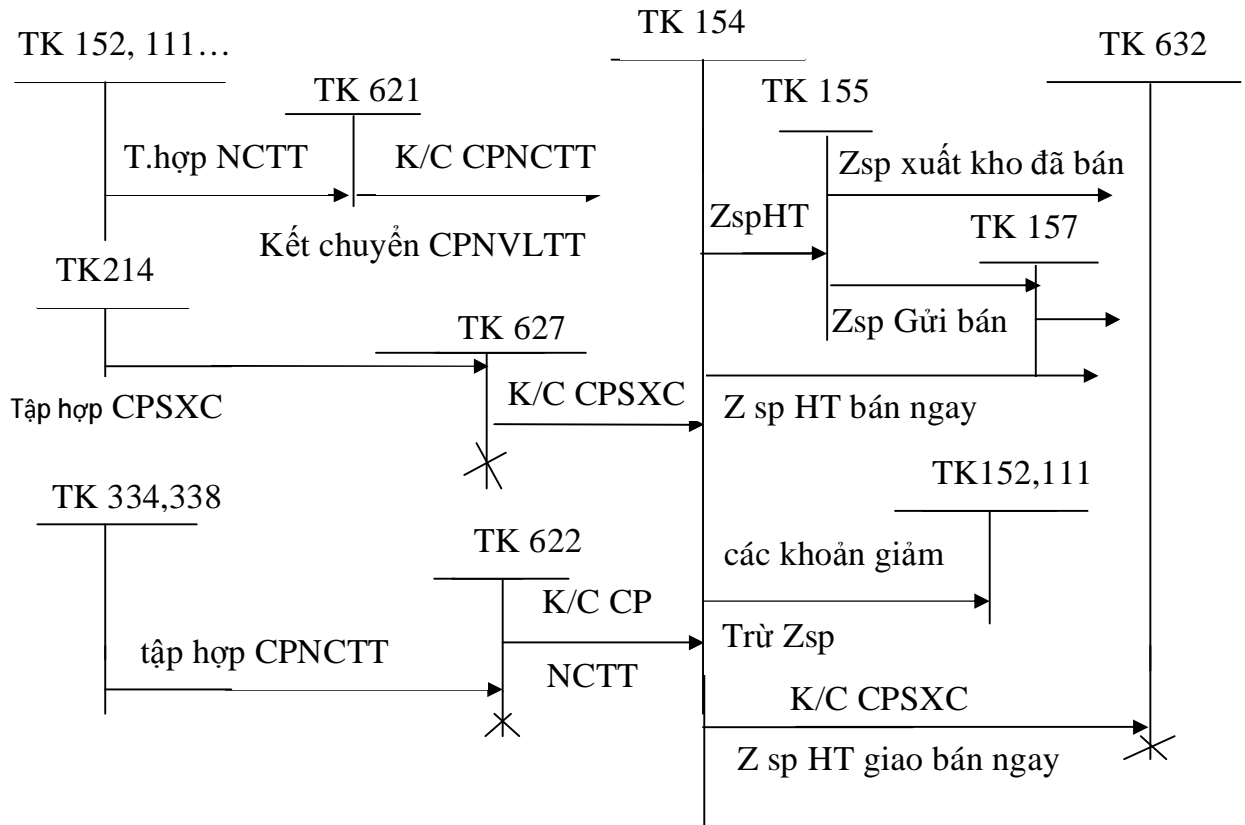 TK 152, 111…
TK 154
TK 632
TK 621
TK 155
T.hợp NCTT
K/C CPNCTT
Zsp xuất kho đã bán
ZspHT
TK 157
Kết chuyển CPNVLTT
TK214
Zsp Gửi bán
TK 627
Tập hợp CPSXC
K/C CPSXC
Z sp HT bán ngay
TK152,111
TK 334,338
TK 622
các khoản giảm
K/C CP
Trừ Zsp
tập hợp CPNCTT
NCTT
K/C CPSXC
Z sp HT giao bán ngay